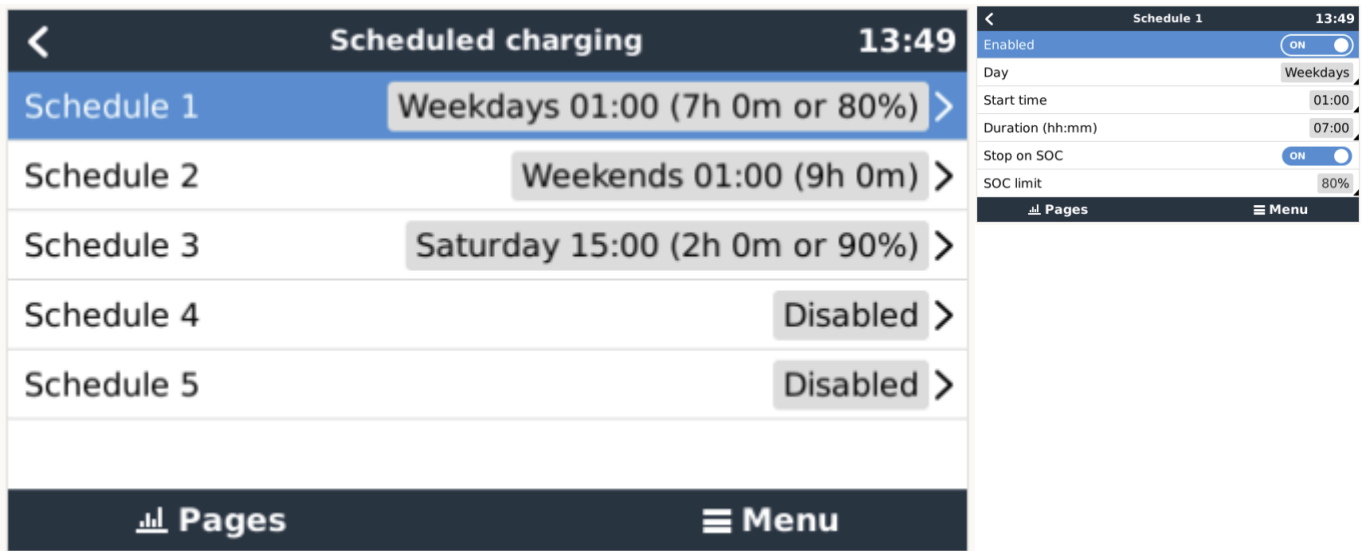 Scheduled charging 13:49
Schedule 1 Weekdays 01:00 (7h 0m or 80%)
Schedule 2 Weekends 01:00 (9h 0m)
Schedule 3 Saturday 15:00 (2h 0m or 90%)
Schedule 4 Disabled
Schedule 5 Disabled
Pages Menu
Schedule 1 13:49
Enabled ON
Day Weekdays
Start time 01:00
Duration (hh:mm) 07:00
Stop on SOC ON
SOC limit 80%
Pages Menu